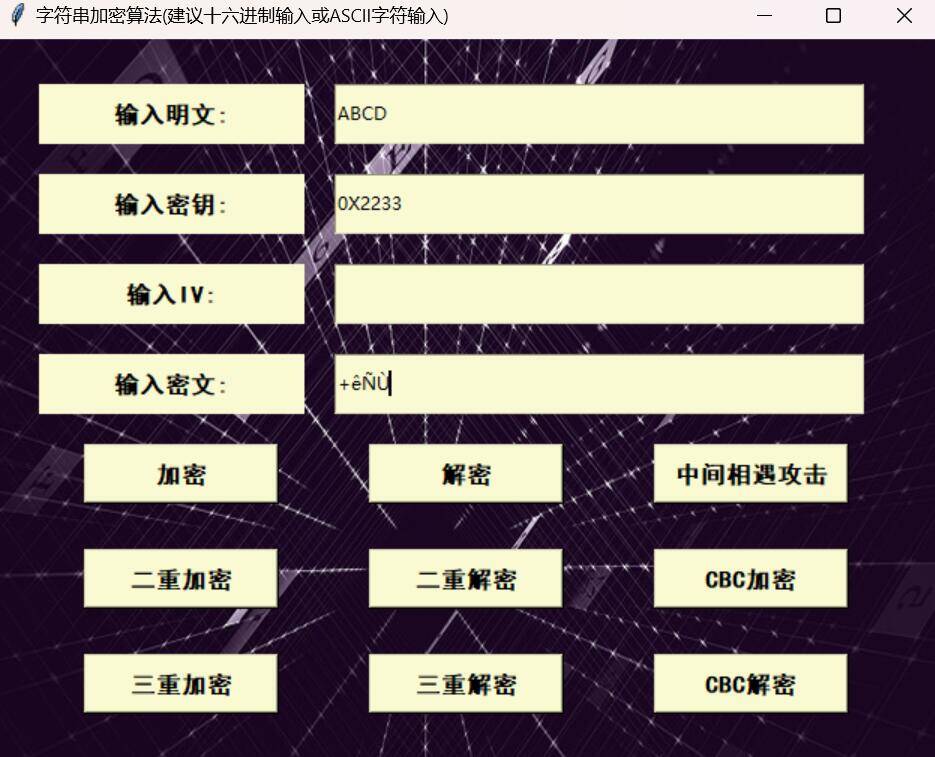 字符串加密算法(建议十六进制输入或ASCII字符输入)
输入明文: ABCD
输入密钥: 0X2233
输入IV:
输入密文: +êÑÙ
加密 解密 中间相遇攻击
二重加密 二重解密 CBC加密
三重加密 三重解密 CBC解密